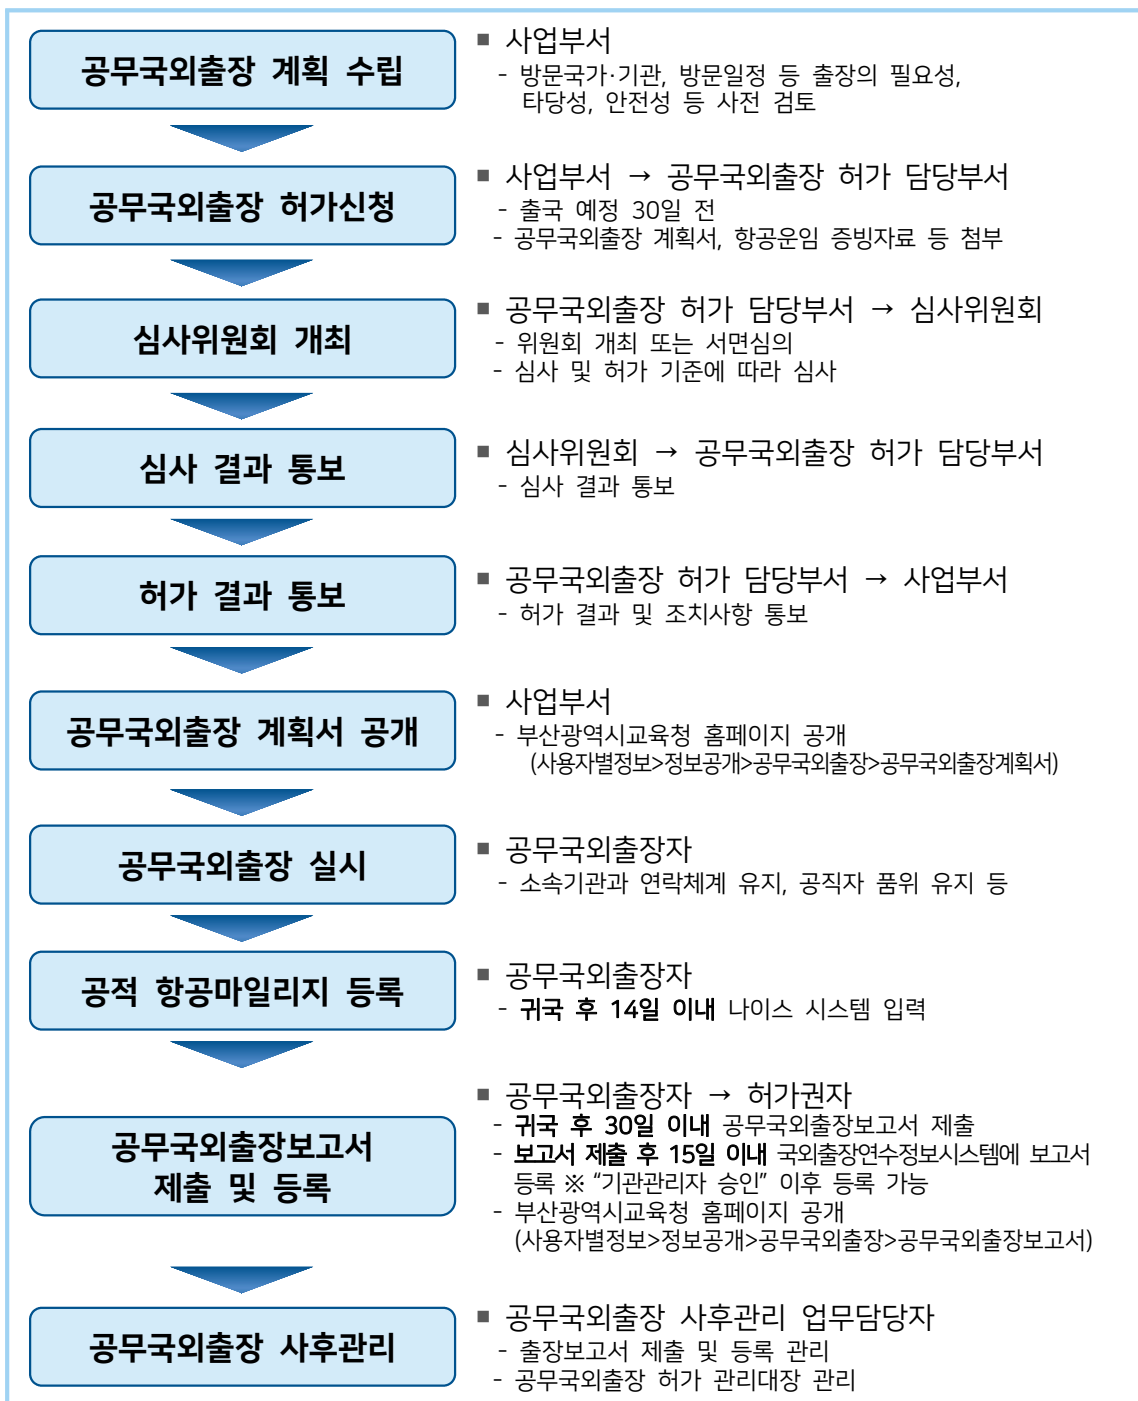 공무국외출장 계획 수립
▪ 사업부서
- 방문국가·기관, 방문일정 등 출장의 필요성,
타당성, 안전성 등 사전 검토
공무국외출장 허가신청
▪ 사업부서 → 공무국외출장 허가 담당부서
- 출국 예정 30일 전
- 공무국외출장 계획서, 항공운임 증빙자료 등 첨부
심사위원회 개최
▪ 공무국외출장 허가 담당부서 → 심사위원회
- 위원회 개최 또는 서면심의
- 심사 및 허가 기준에 따라 심사
심사 결과 통보
▪ 심사위원회 → 공무국외출장 허가 담당부서
- 심사 결과 통보
허가 결과 통보
▪ 공무국외출장 허가 담당부서 → 사업부서
- 허가 결과 및 조치사항 통보
공무국외출장 계획서 공개
▪ 사업부서
- 부산광역시교육청 홈페이지 공개
(사용자별정보>정보공개>공무국외출장>공무국외출장계획서)
공무국외출장 실시
▪ 공무국외출장자
- 소속기관과 연락체계 유지, 공직자 품위 유지 등
공적 항공마일리지 등록
▪ 공무국외출장자
- 귀국 후 14일 이내 나이스 시스템 입력
공무국외출장보고서
제출 및 등록
▪ 공무국외출장자 → 허가권자
- 귀국 후 30일 이내 공무국외출장보고서 제출
- 보고서 제출 후 15일 이내 국외출장연수정보시스템에 보고서
등록 ※ “기관관리자 승인” 이후 등록 가능
- 부산광역시교육청 홈페이지 공개
(사용자별정보>정보공개>공무국외출장>공무국외출장보고서)
공무국외출장 사후관리
▪ 공무국외출장 사후관리 업무담당자
- 출장보고서 제출 및 등록 관리
- 공무국외출장 허가 관리대장 관리